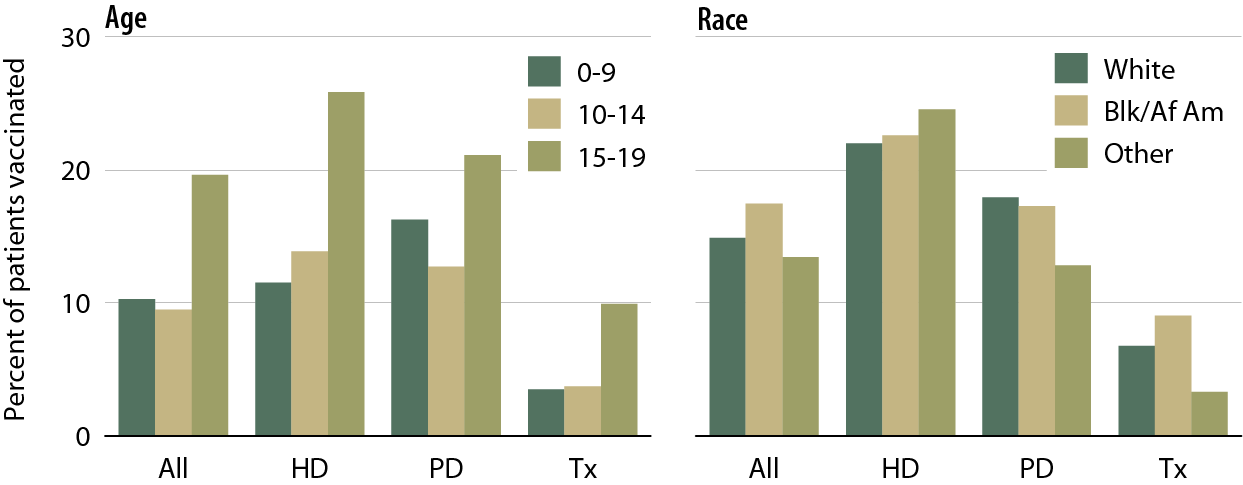 Age
Percent of patients vaccinated
30
20
10
0
0-9
10-14
15-19
All
HD
PD
Tx
Race
White
Blk/Af Am
Other
All
HD
PD
Tx